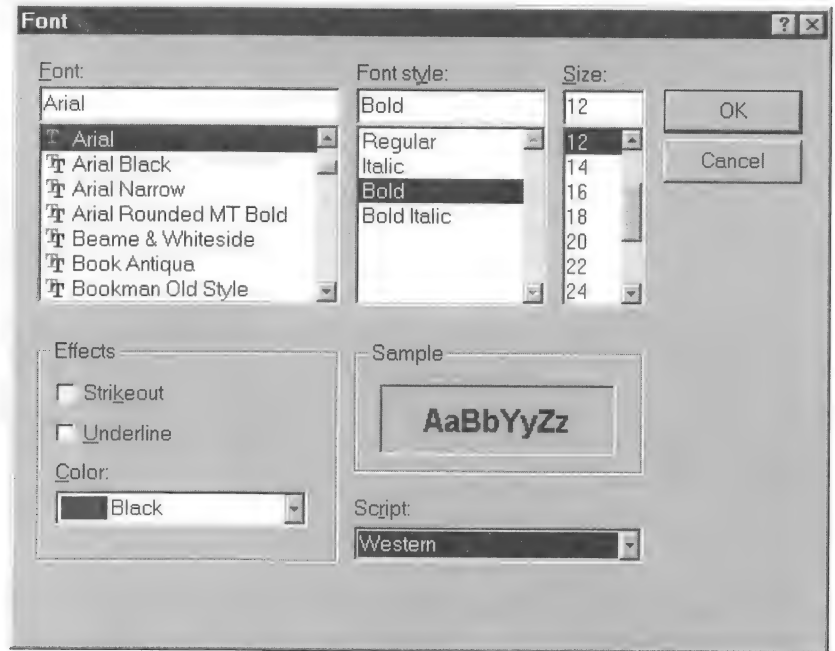 Font
Font:
Arial
Arial
Arial Black
Arial Narrow
Arial Rounded MT Bold
Beame & Whiteside
Book Antiqua
Bookman Old Style
Font style:
Bold
Regular
Italic
Bold
Bold Italic
Size:
12
12
14
16
18
20
22
24
OK
Cancel
Effects
Strikeout
Underline
Color:
Black
Sample
AaBbYyZz
Script:
Western